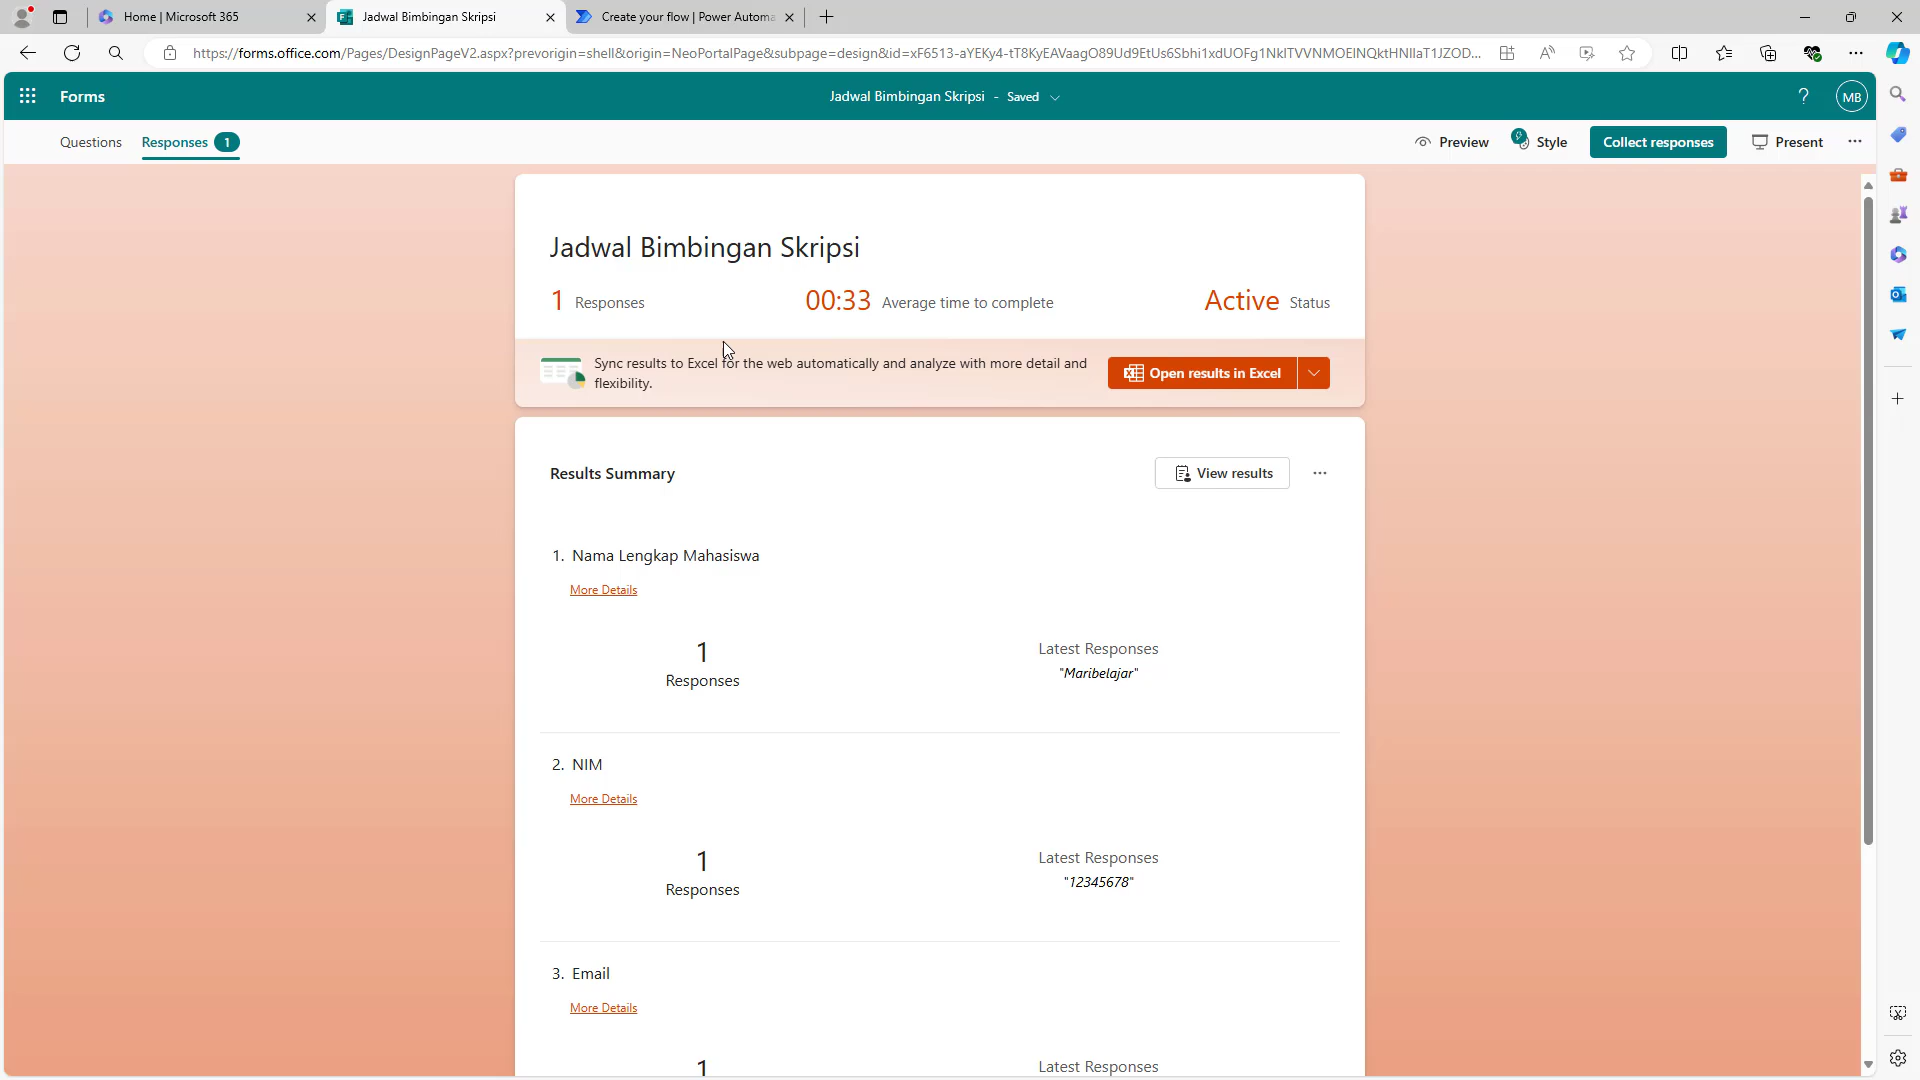 Home | Microsoft 365
Jadwal Bimbingan Skripsi
Create your flow | Power Automa
https://forms.office.com/Pages/DesignPageV2.aspx?prevorigin=shell&origin=NeoPortalPage&subpage=design&id=
Forms
Jadwal Bimbingan Skripsi - Saved
?
MB
Questions
Responses 1
Preview
Style
Collect responses
Present
Jadwal Bimbingan Skripsi
1 Responses
00:33 Average time to complete
Active Status
Sync results to Excel for the web automatically and analyze with more detail and
flexibility.
Open results in Excel
Results Summary
View results
1. Nama Lengkap Mahasiswa
More Details
1
Responses
Latest Responses
"Maribelajar"
2. NIM
More Details
1
Responses
Latest Responses
"12345678"
3. Email
More Details
1
Latest Responses